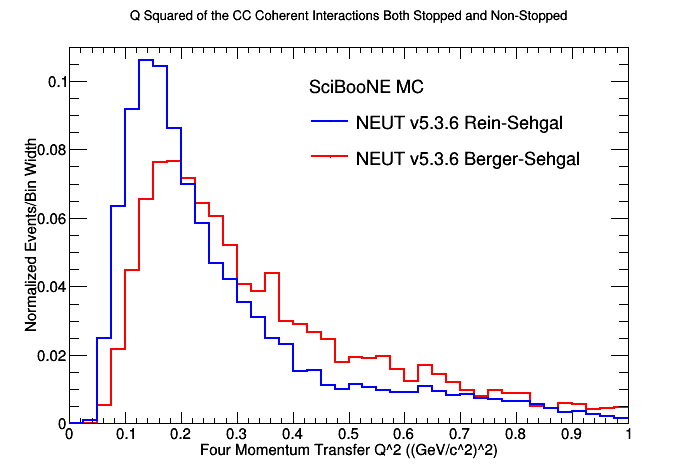 Q Squared of the CC Coherent Interactions Both Stopped and Non-Stopped
Normalized Events/Bin Width
0.1
0.08
0.06
0.04
0.02
0
SciBooNE MC
NEUT v5.3.6 Rein-Sehgal
NEUT v5.3.6 Berger-Sehgal
0 0.1 0.2 0.3 0.4 0.5 0.6 0.7 0.8 0.9 1
Four Momentum Transfer Q^2 ((GeV/c^2)^2)